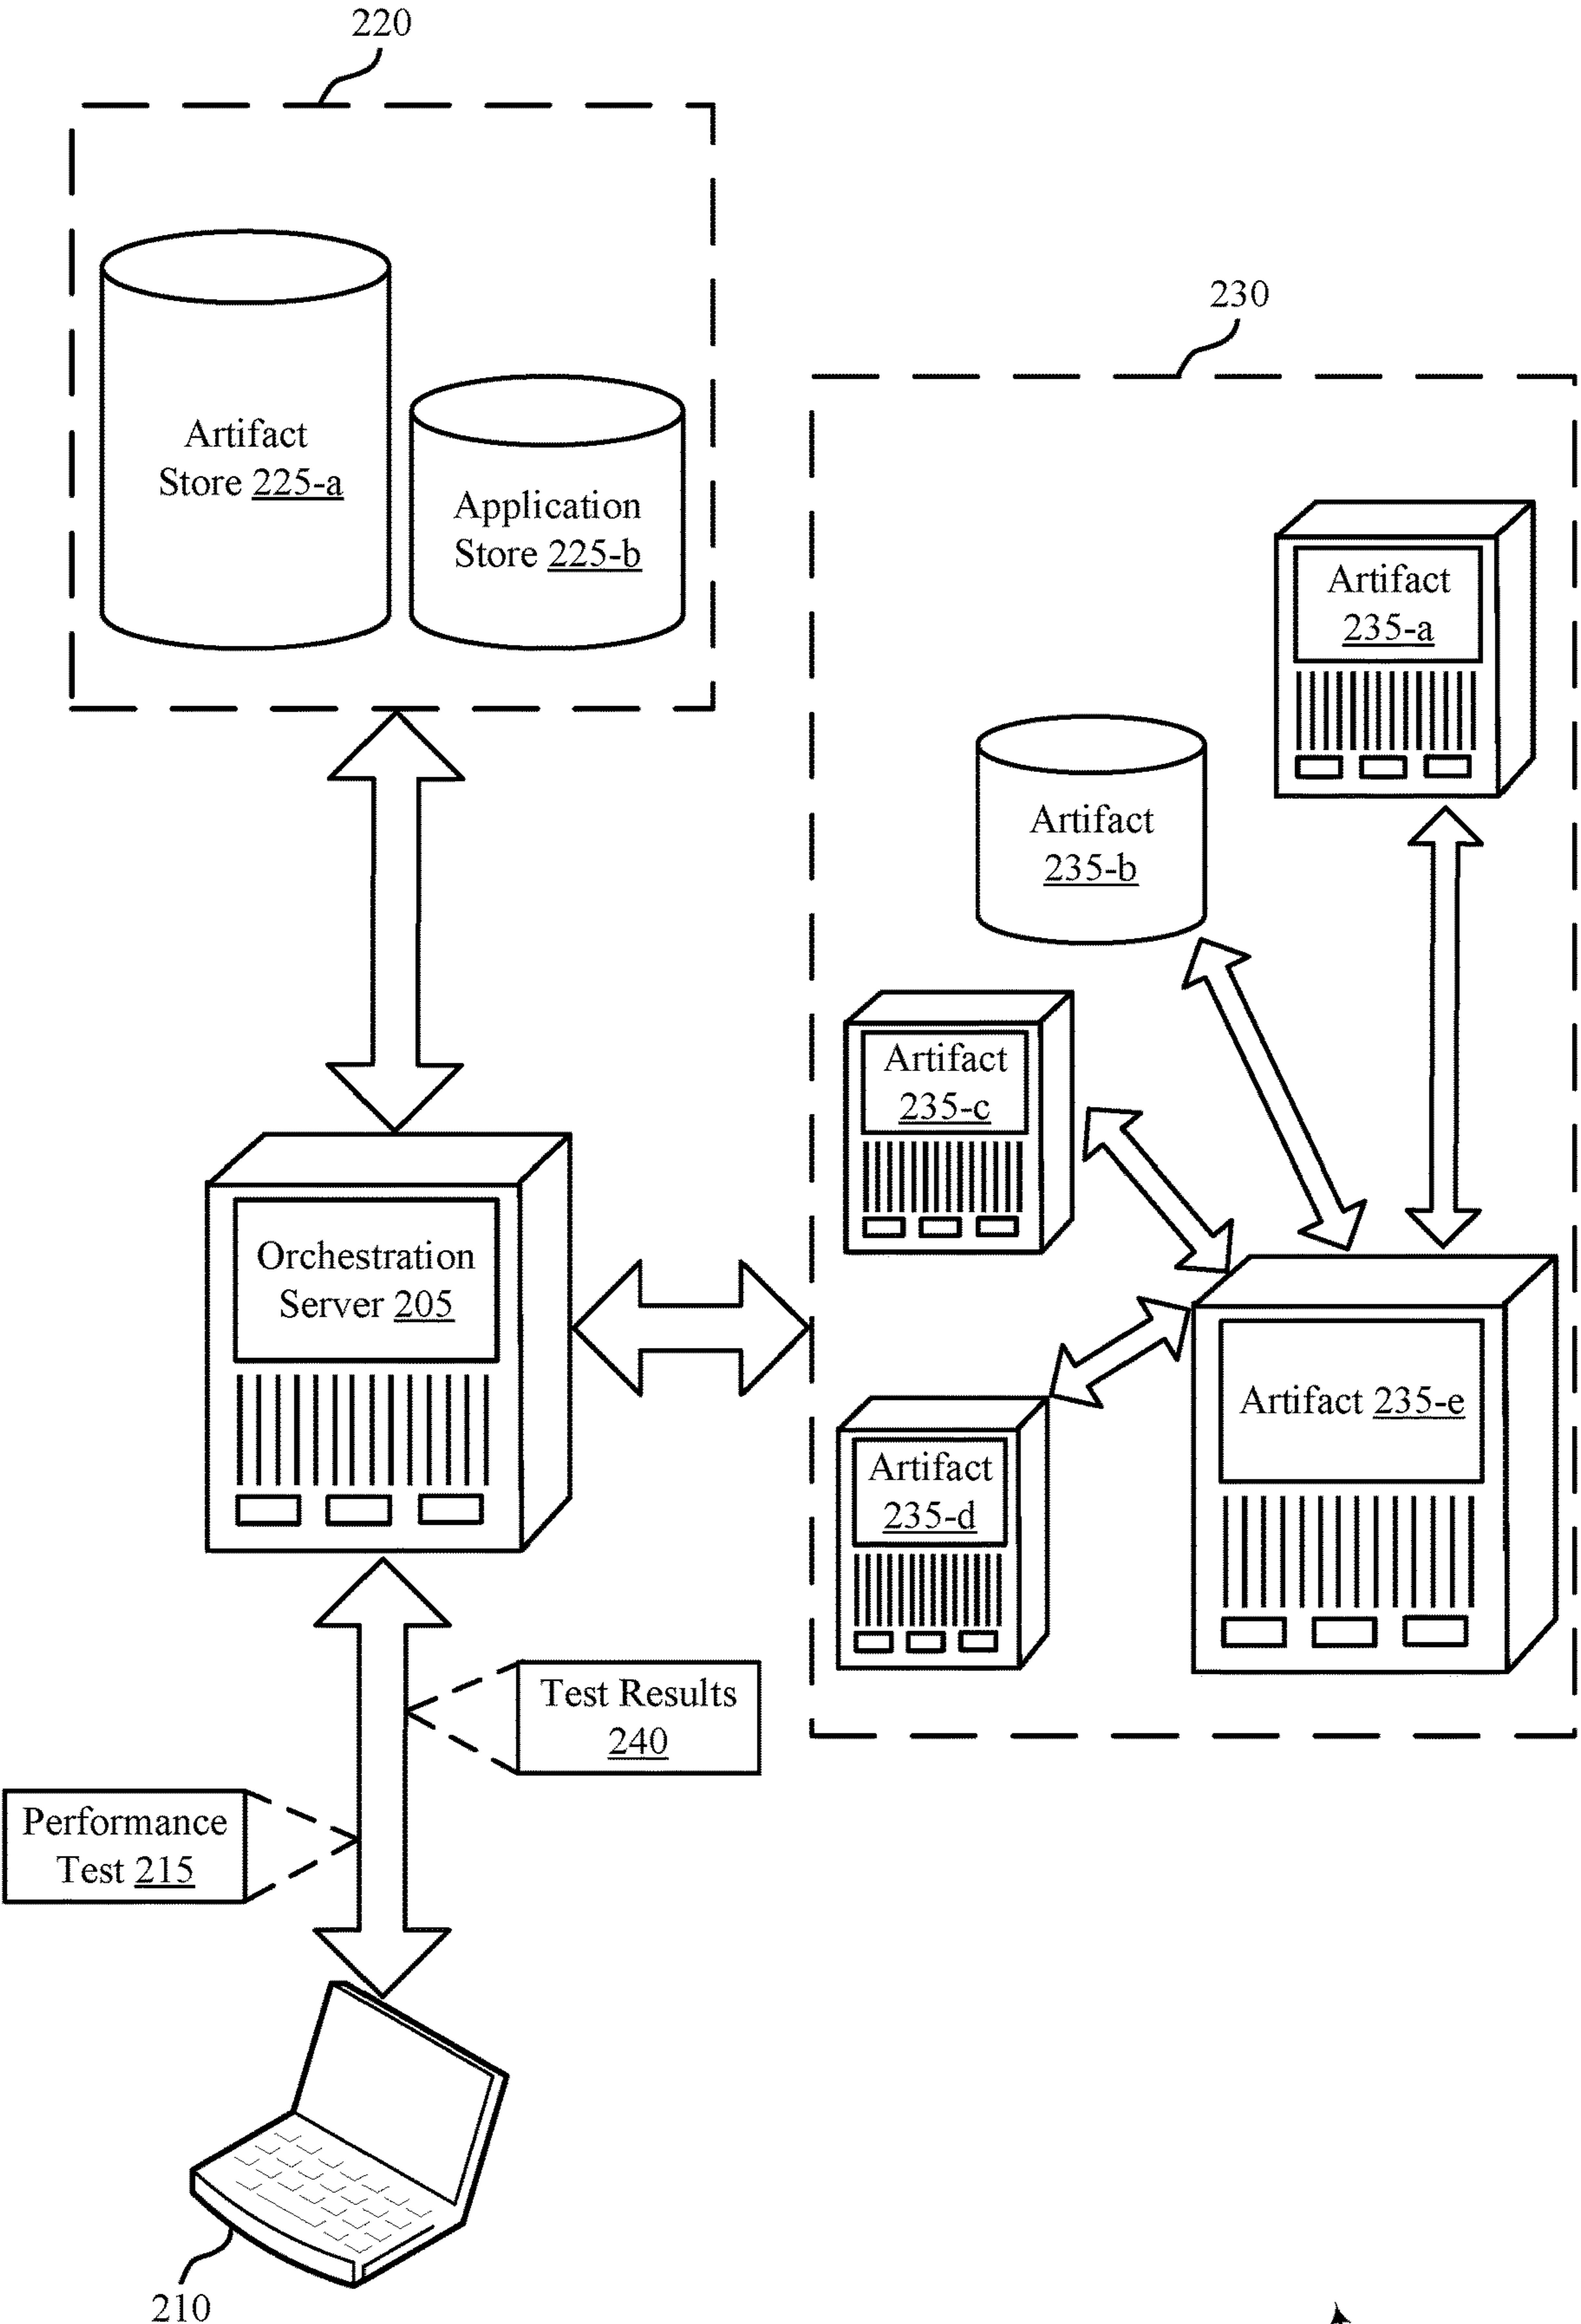 220
Artifact
Store 225-a
Application
Store 225-b
230
Artifact
235-a
Artifact
235-b
Artifact
235-c
Orchestration
Server 205
Artifact 235-e
Artifact
235-d
Test Results
240
Performance
Test 215
210